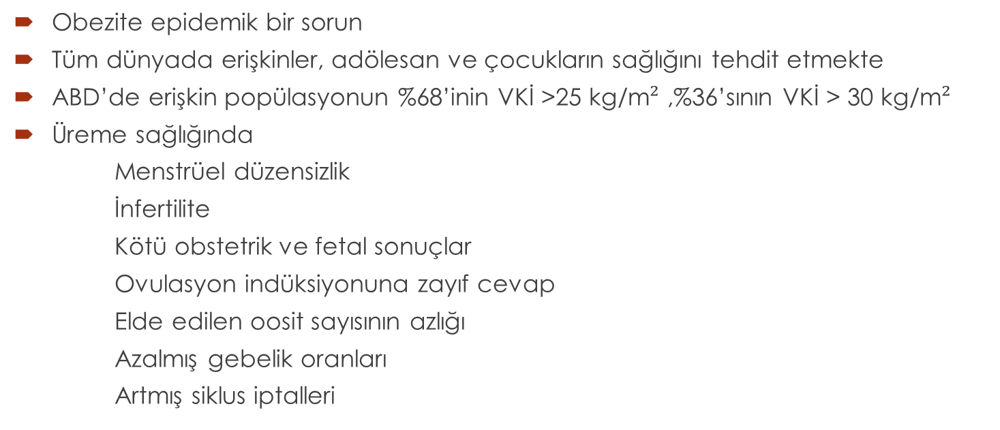 Obezite epidemik bir sorun
Tüm dünyada erişkinler, adölesan ve çocukların sağlığını tehdit etmekte
ABD’de erişkin popülasyonun %68’inin VKİ >25 kg/m² ,%36’sının VKİ > 30 kg/m²
Üreme sağlığında
Menstrüel düzensizlik
İnfertilite
Kötü obstetrik ve fetal sonuçlar
Ovulasyon indüksiyonuna zayıf cevap
Elde edilen oosit sayısının azlığı
Azalmış gebelik oranları
Artmış siklus iptalleri